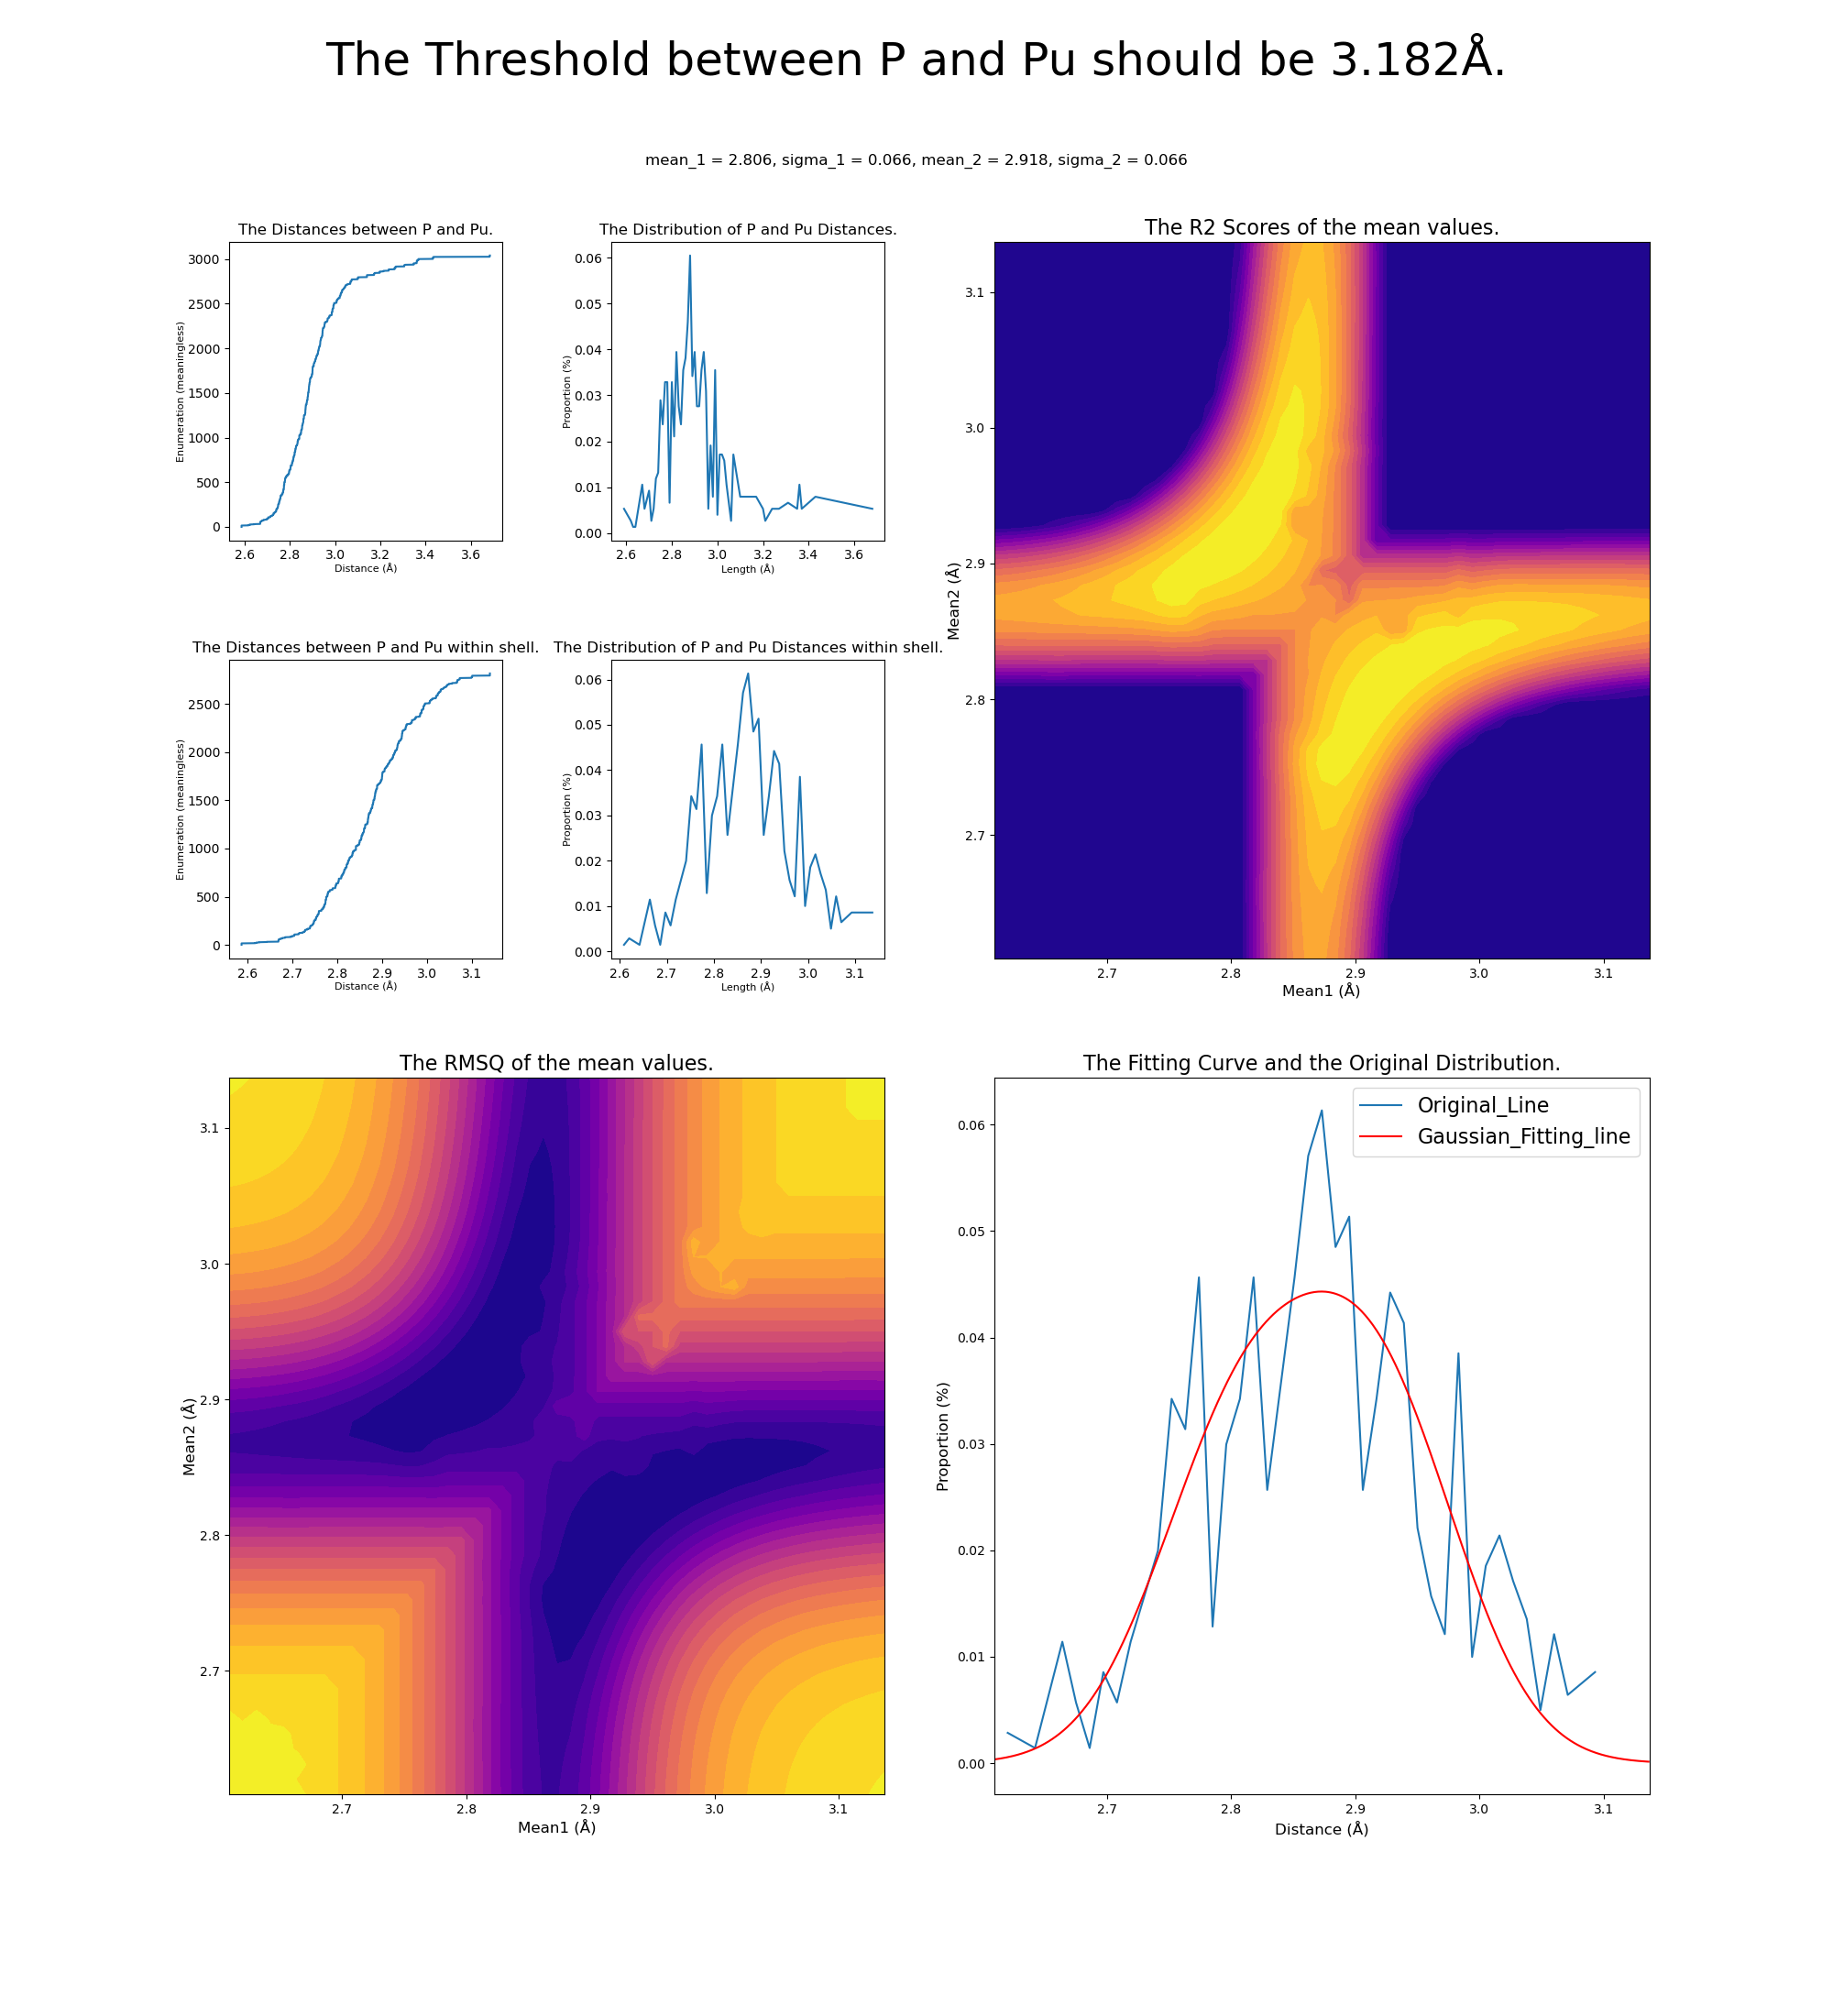 The Threshold between P and Pu should be 3.182Å.
mean_1 = 2.806, sigma_1 = 0.066, mean_2 = 2.918, sigma_2 = 0.066
The Distances between P and Pu.
3000
2500
2000
1500
1000
500
0
Enumeration (meaningless)
2.6 2.8 3.0 3.2 3.4 3.6
Distance (Å)
The Distribution of P and Pu Distances.
0.06
0.05
0.04
0.03
0.02
0.01
0.00
Proportion (%)
2.6 2.8 3.0 3.2 3.4 3.6
Length (Å)
The R2 Scores of the mean values.
3.1
3.0
2.9
2.8
2.7
Mean2 (Å)
2.7 2.8 2.9 3.0 3.1
Mean1 (Å)
The Distances between P and Pu within shell.
2500
2000
1500
1000
500
0
Enumeration (meaningless)
2.6 2.7 2.8 2.9 3.0 3.1
Distance (Å)
The Distribution of P and Pu Distances within shell.
0.06
0.05
0.04
0.03
0.02
0.01
0.00
Proportion (%)
2.6 2.7 2.8 2.9 3.0 3.1
Length (Å)
The RMSQ of the mean values.
3.1
3.0
2.9
2.8
2.7
Mean2 (Å)
2.7 2.8 2.9 3.0 3.1
Mean1 (Å)
The Fitting Curve and the Original Distribution.
Original_Line
Gaussian_Fitting_line
0.06
0.05
0.04
0.03
0.02
0.01
0.00
Proportion (%)
2.7 2.8 2.9 3.0 3.1
Distance (Å)